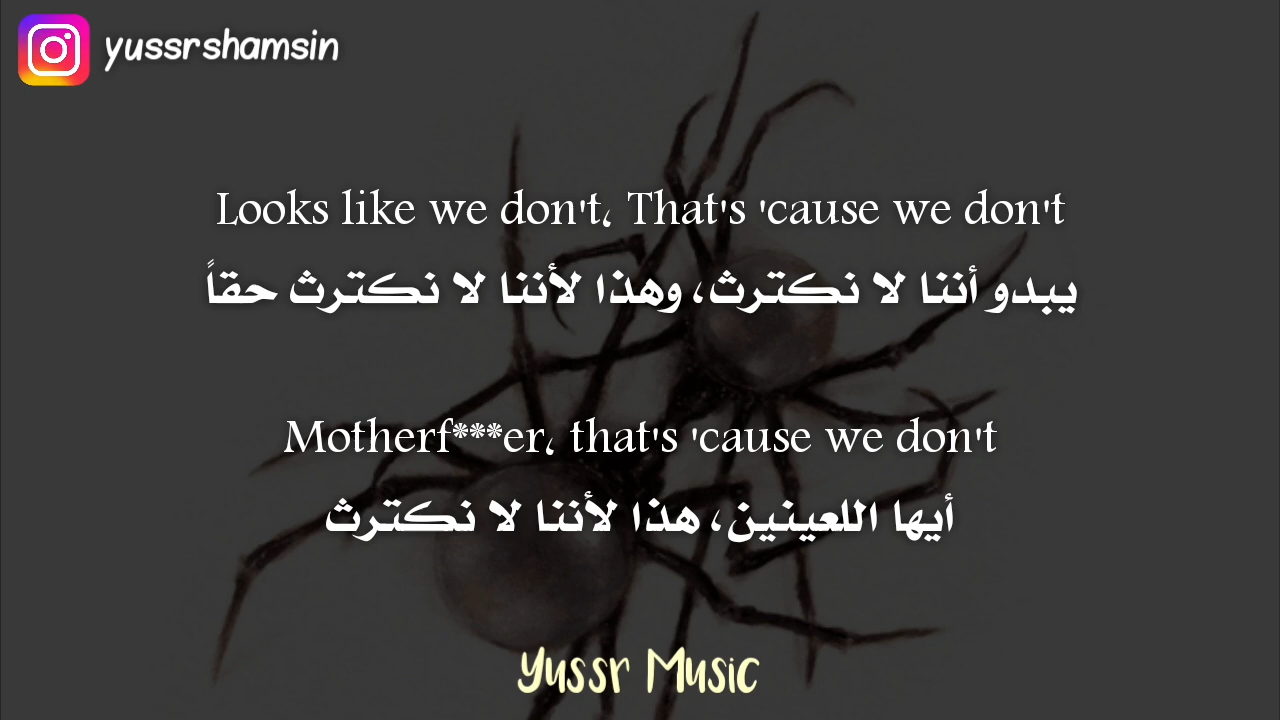 yussrshamsin
Looks like we don't، That's 'cause we don't
يبدو أننا لا نكترث، وهذا لأننا لا نكترث حقاً
Motherf***er، that's 'cause we don't
أيها اللعينين، هذا لأننا لا نكترث
Yussr Music